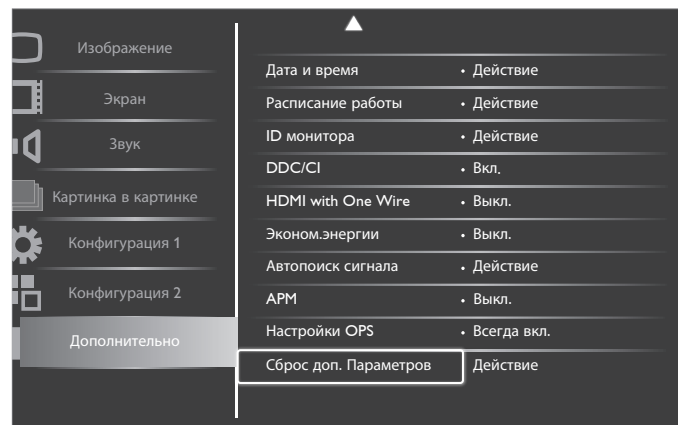 Изображение
Экран
Звук
Картинка в картинке
Конфигурация 1
Конфигурация 2
Дополнительно
Дата и время • Действие
Расписание работы • Действие
ID монитора • Действие
DDC/CI • Вкл.
HDMI with One Wire • Выкл.
Эконом.энергии • Выкл.
Автопоиск сигнала • Действие
APM • Выкл.
Настройки OPS • Всегда вкл.
Сброс доп. Параметров Действие